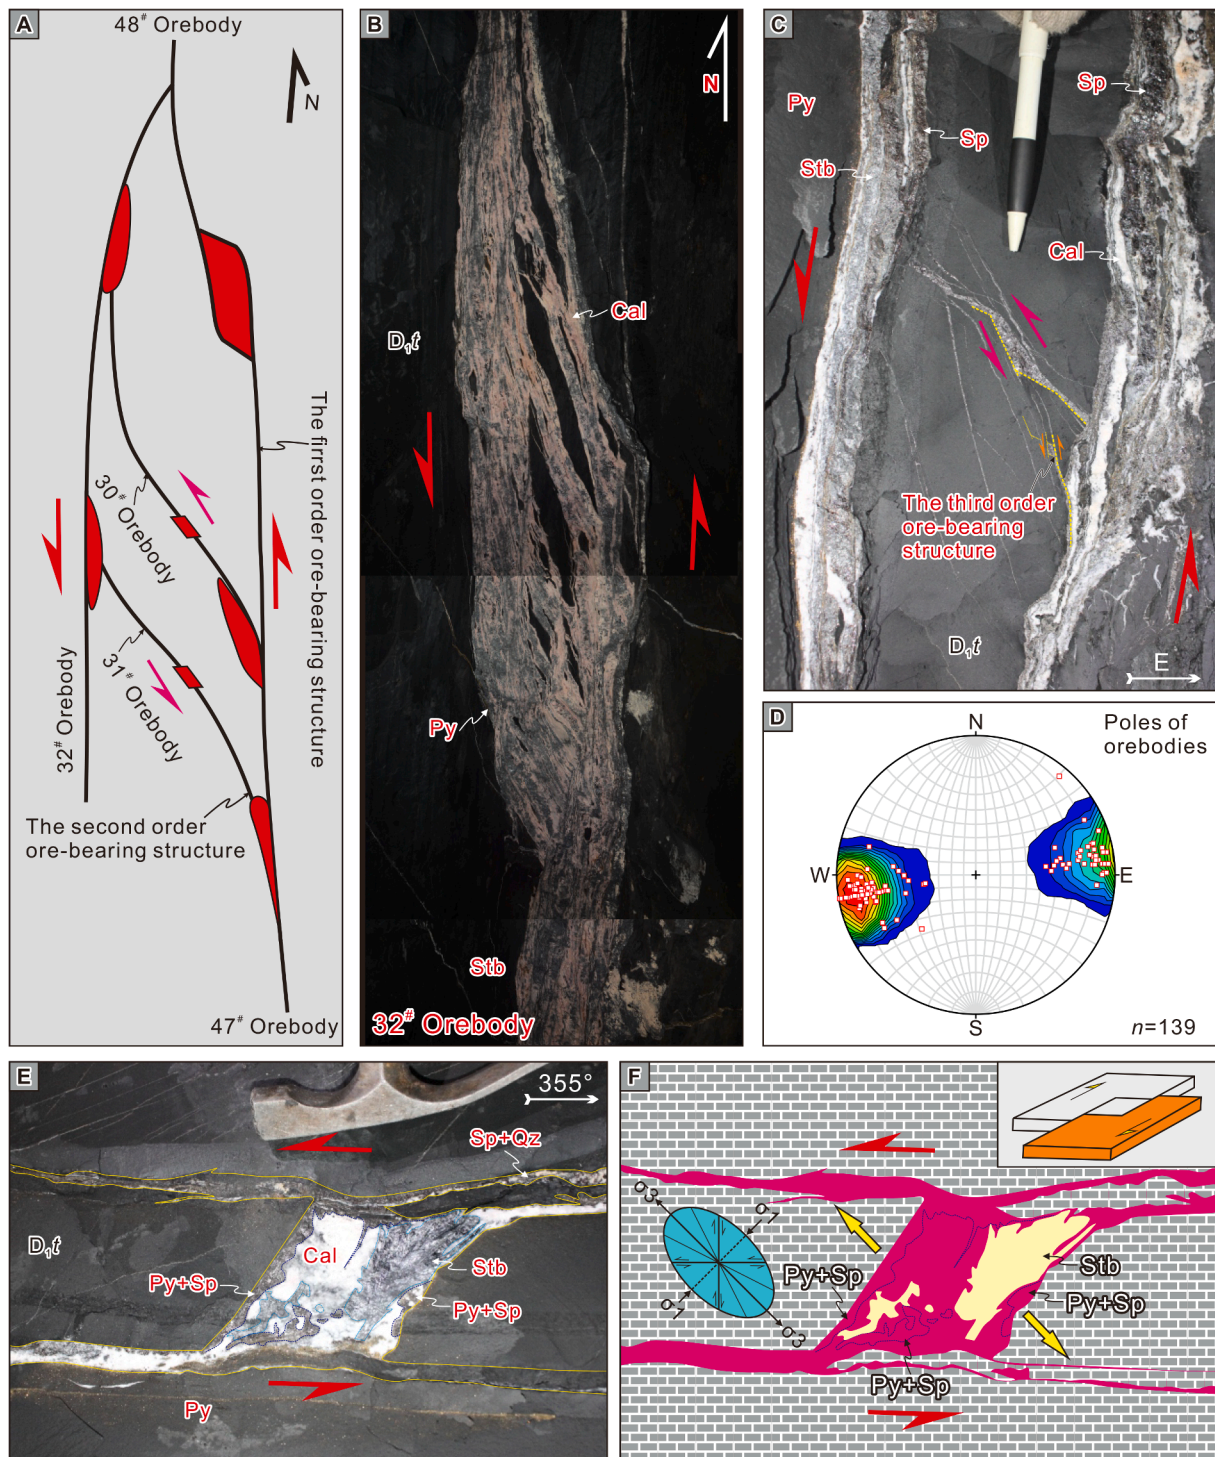 A
48# Orebody
N
30# Orebody
31# Orebody
32# Orebody
The firrst order ore-bearing structure
The second order
ore-bearing structure
47# Orebody
B
N
Cal
D1t
Py
Stb
32# Orebody
C
Py
Sp
Sp
Stb
Cal
The third order
ore-bearing
structure
D1t
E
D
N
Poles of
orebodies
W
E
S
n=139
E
355°
Sp+Qz
D1t
Cal
Py+Sp
Stb
Py+Sp
Py
F
σ3
σ1
Py+Sp
Stb
Py+Sp
σ1
σ3
Py+Sp